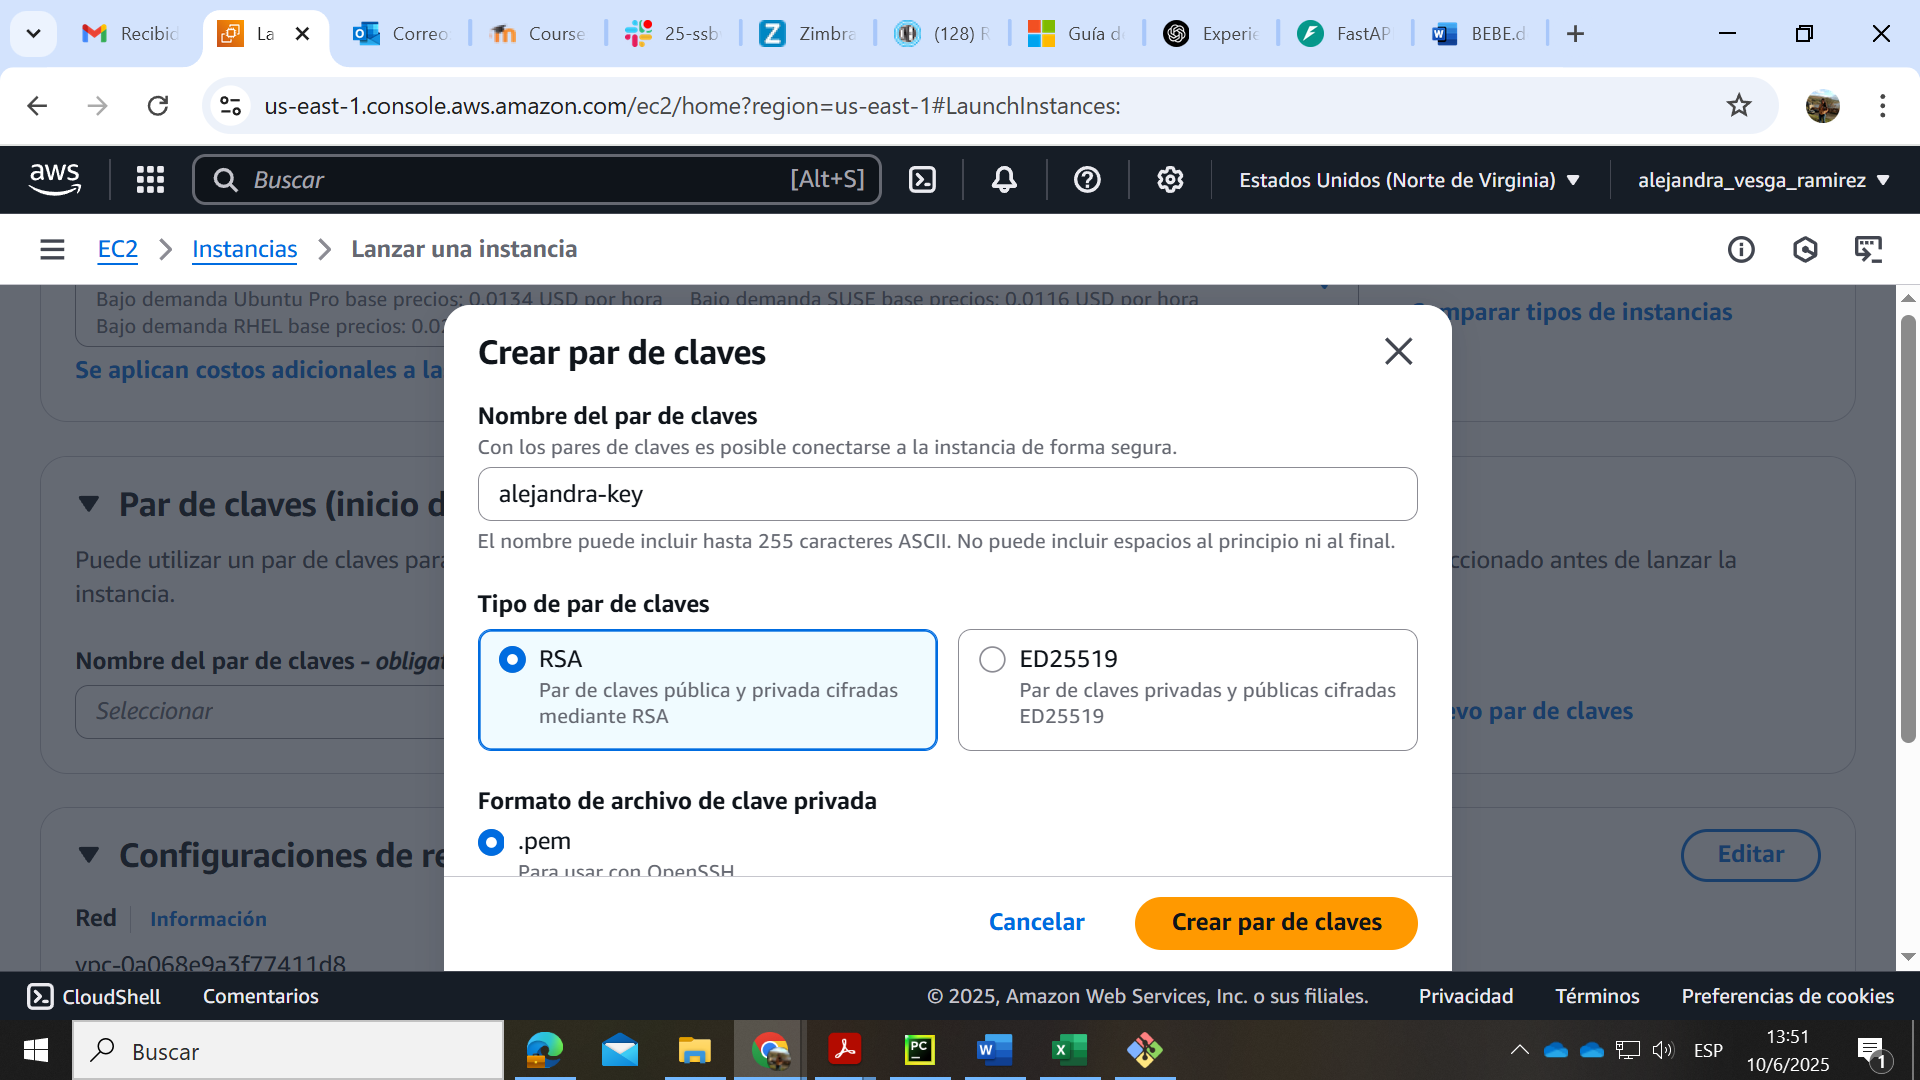 Recibid
La
Correo
Course
25-ssb
Zimbra
(128) R
Guía d
Experie
FastAP
BEBE.d
us-east-1.console.aws.amazon.com/ec2/home?region=us-east-1#LaunchInstances:
aws
Buscar
[Alt+S]
Estados Unidos (Norte de Virginia)
alejandra_vesga_ramirez
EC2
Instancias
Lanzar una instancia
Bajo demanda Ubuntu Pro base precios: 0.0134 USD por hora
Bajo demanda SUSE base precios: 0.0116 USD por hora
Bajo demanda RHEL base precios: 0.0
mparar tipos de instancias
Se aplican costos adicionales a la
Crear par de claves
Nombre del par de claves
Con los pares de claves es posible conectarse a la instancia de forma segura.
alejandra-key
El nombre puede incluir hasta 255 caracteres ASCII. No puede incluir espacios al principio ni al final.
Par de claves (inicio d
Puede utilizar un par de claves para
ccionado antes de lanzar la
instancia.
Tipo de par de claves
RSA
Par de claves pública y privada cifradas
mediante RSA
ED25519
Par de claves privadas y públicas cifradas
ED25519
Nombre del par de claves – obligat
Seleccionar
evo par de claves
Formato de archivo de clave privada
.pem
Para usar con OpenSSH
Configuraciones de re
Editar
Cancelar
Crear par de claves
Red
Información
vpc-0a068e9a3f77411d8
CloudShell
Comentarios
© 2025, Amazon Web Services, Inc. o sus filiales.
Privacidad
Términos
Preferencias de cookies
Buscar
PC
ESP
13:51
10/6/2025
1